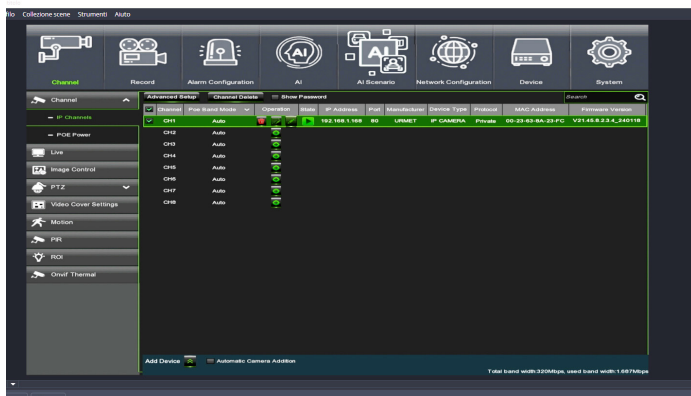 Collezione scene Strumenti Aiuto
Channel Record Alarm Configuration AI AI Scenario Network Configuration Device System
Channel
IP Channels
POE Power
Live
Image Control
PTZ
Video Cover Settings
Motion
PIR
ROI
Onvif Thermal
Advanced Setup Channel Delete Show Password Search
Channel Poe Band Mode Operation State IP Address Port Manufacturer Device Type Protocol MAC Address Firmware Version
CH1 Auto 192.168.1.168 80 URMET IP CAMERA Private 00-23-63-8A-23-FC V21.45.8.2.3.4_240118
CH2 Auto
CH3 Auto
CH4 Auto
CH5 Auto
CH6 Auto
CH7 Auto
CH8 Auto
Add Device Automatic Camera Addition
Total band width:320Mbps, used band width:1.667Mbps